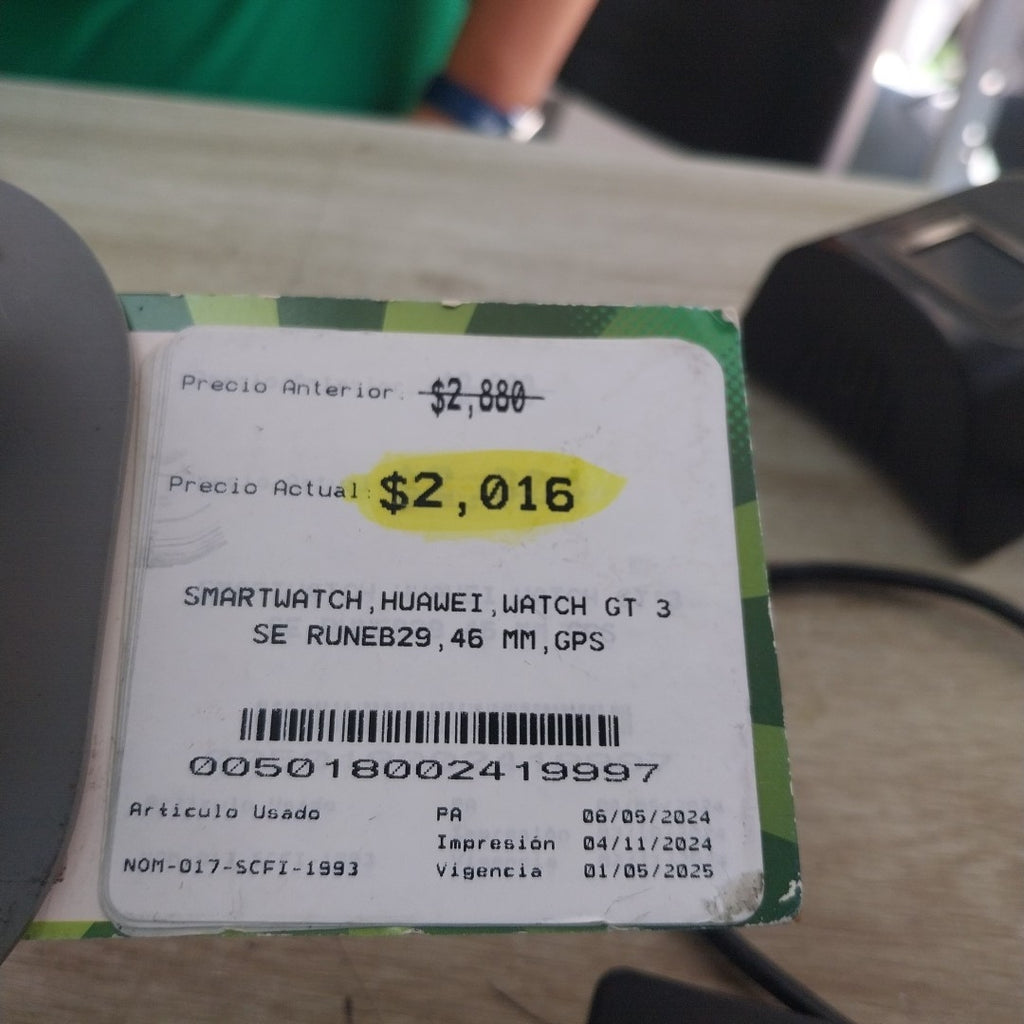 Precio Anterior: $2,880
Precio Actual: $2,016
SMARTWATCH,HUAWEI,WATCH GT 3
SE RUNEB29,46 MM,GPS
005018002419997
Artículo Usado PA 06/05/2024
Impresión 04/11/2024
NOM-017-SCFI-1993 Vigencia 01/05/2025